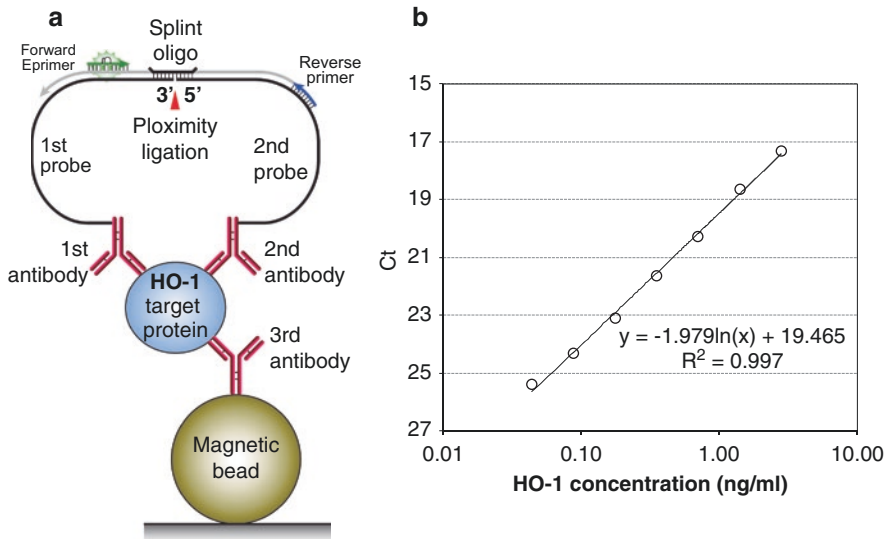 a
Splint
oligo
Forward
Eprimer
Reverse
primer
3' 5'
Ploximity
ligation
1st
probe
2nd
probe
1st
antibody
2nd
antibody
HO-1
target
protein
3rd
antibody
Magnetic
bead
b
15
17
19
21
23
25
27
Ct
y = -1.979ln(x) + 19.465
R² = 0.997
0.01 0.10 1.00 10.00
HO-1 concentration (ng/ml)